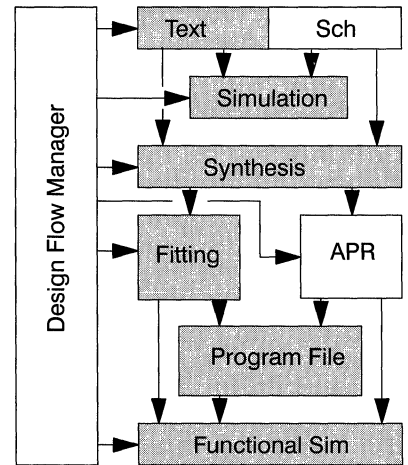 Design Flow Manager
Text
Sch
Simulation
Synthesis
Fitting
APR
Program File
Functional Sim